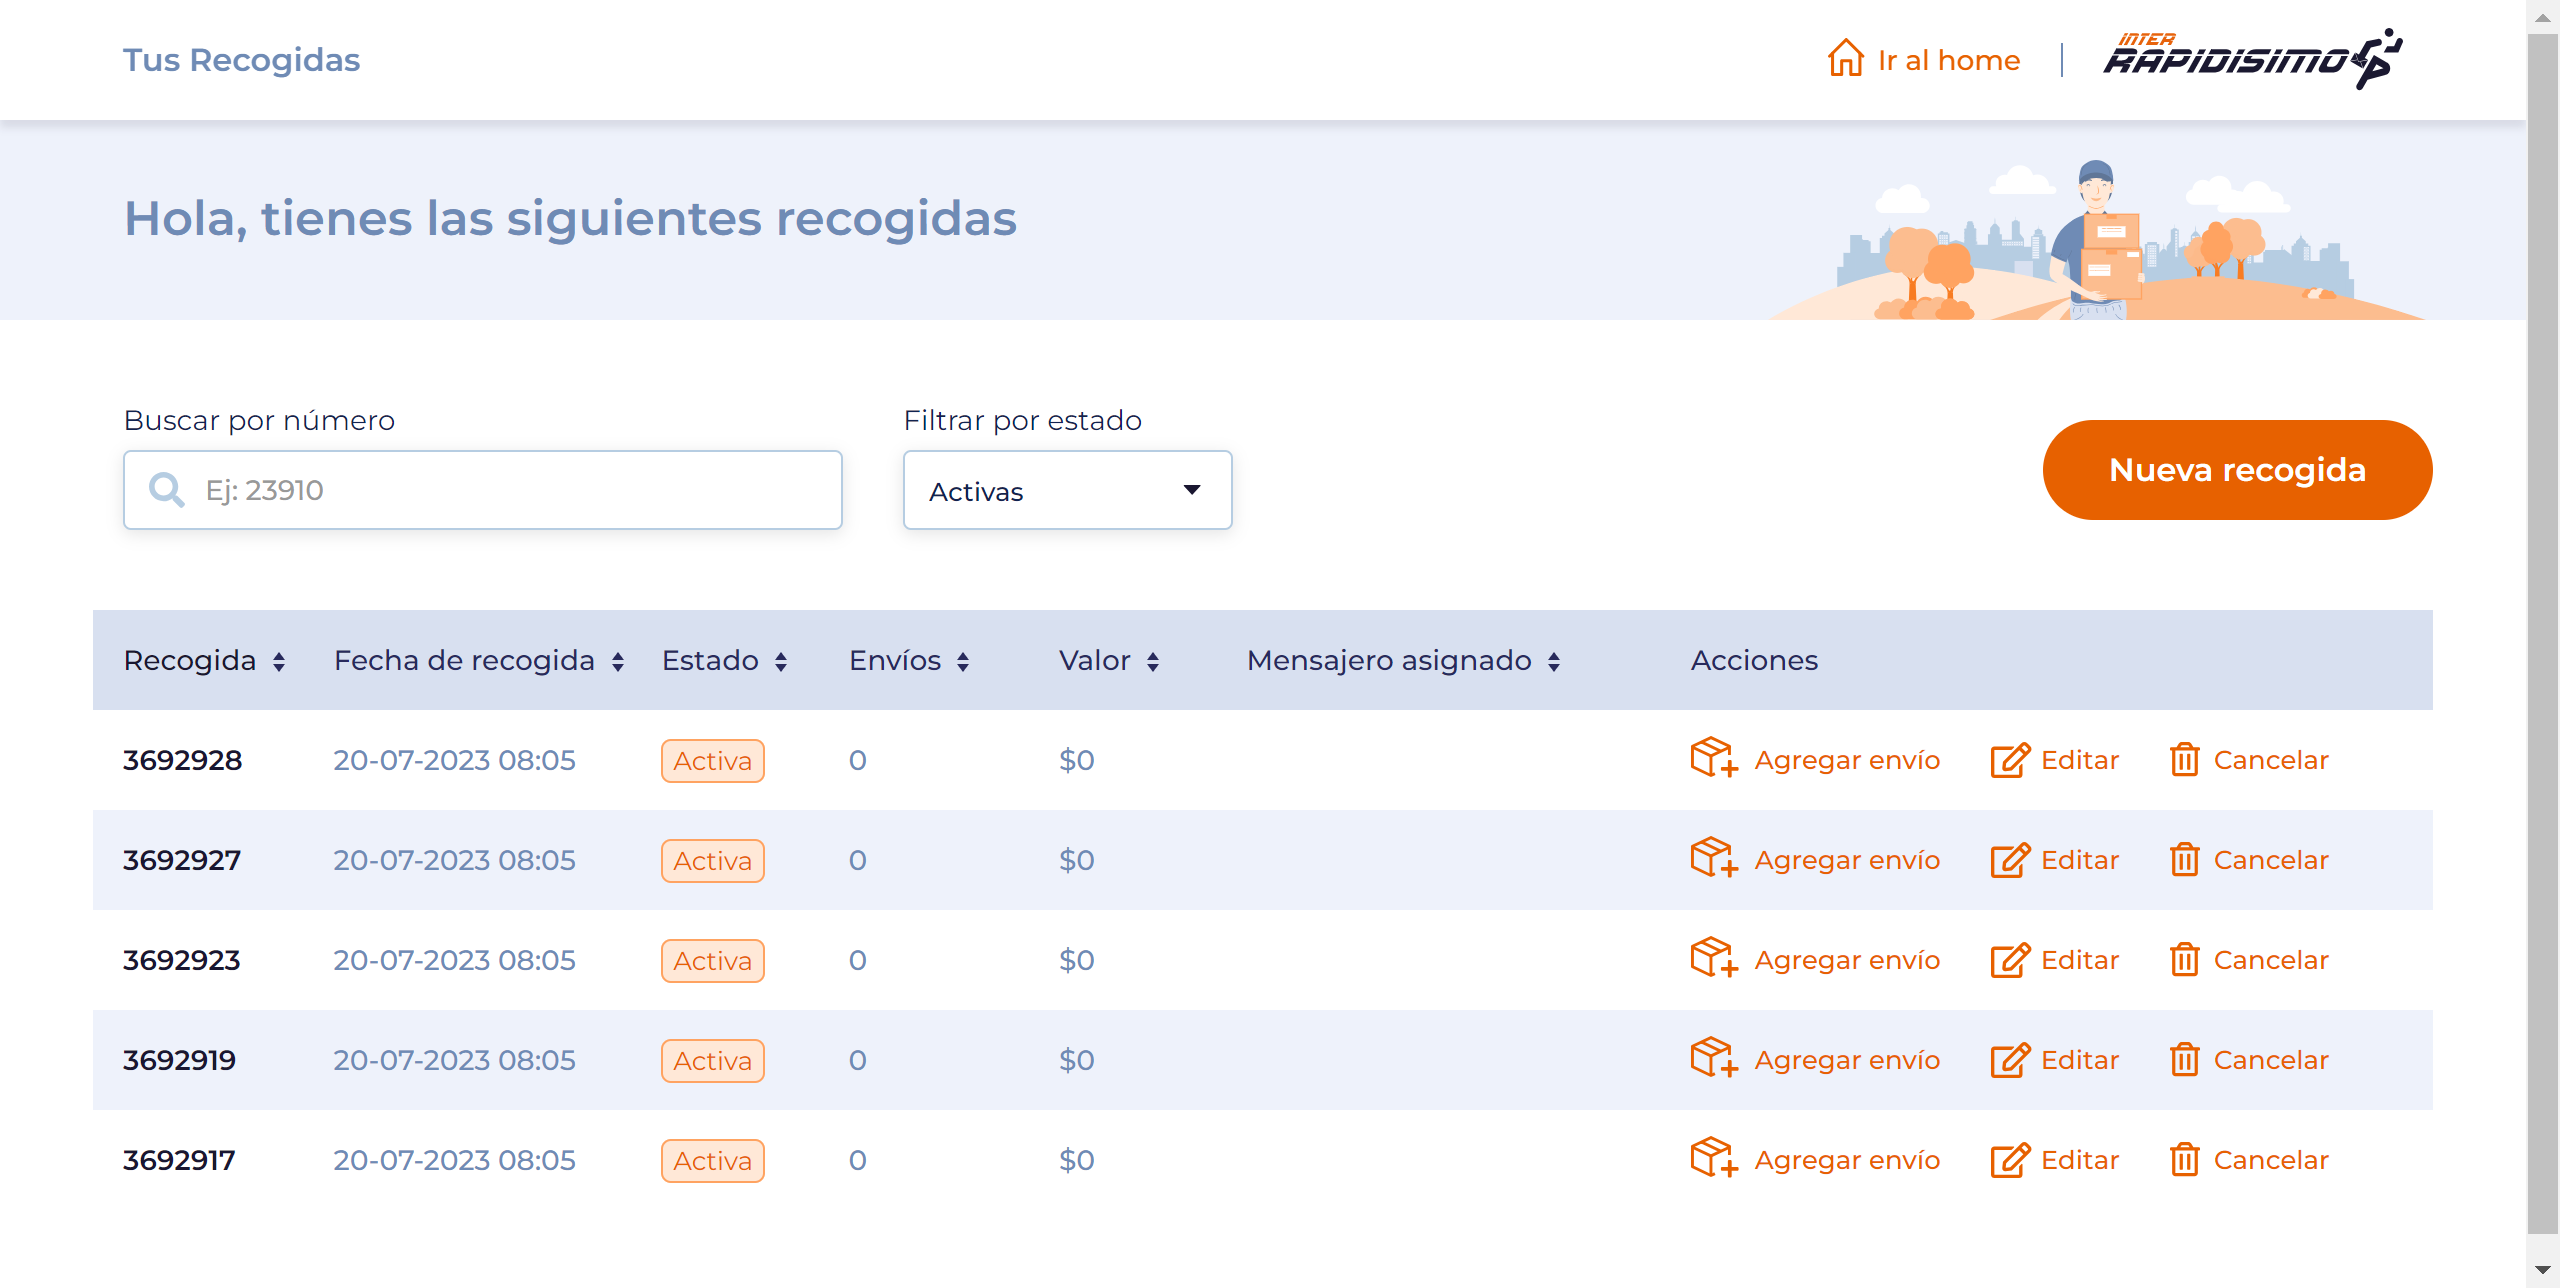 Tus Recogidas
Ir al home
INTER
RAPIDISIMO
Hola, tienes las siguientes recogidas
Buscar por número
Filtrar por estado
Ej: 23910
Activas
Nueva recogida
Recogida Fecha de recogida Estado Envíos Valor Mensajero asignado Acciones
3692928 20-07-2023 08:05 Activa 0 $0 Agregar envío Editar Cancelar
3692927 20-07-2023 08:05 Activa 0 $0 Agregar envío Editar Cancelar
3692923 20-07-2023 08:05 Activa 0 $0 Agregar envío Editar Cancelar
3692919 20-07-2023 08:05 Activa 0 $0 Agregar envío Editar Cancelar
3692917 20-07-2023 08:05 Activa 0 $0 Agregar envío Editar Cancelar